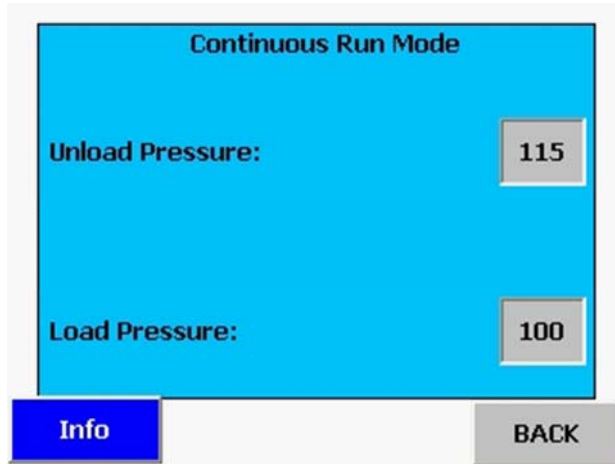 Continuous Run Mode
Unload Pressure: 115
Load Pressure: 100
Info BACK